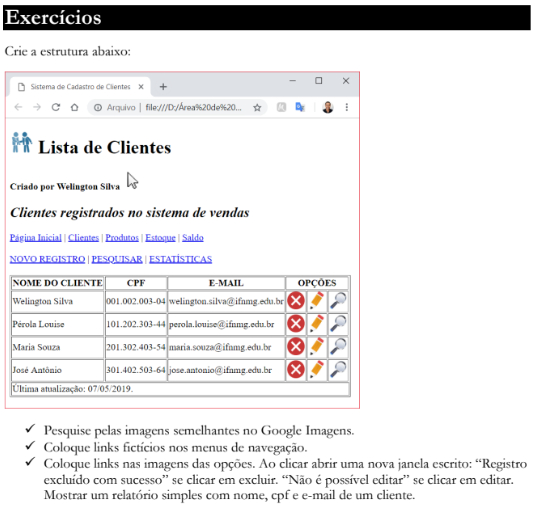 Exercícios
Crie a estrutura abaixo:
Sistema de Cadastro de Clientes
Arquivo | file:///D:/Área%20de%20...
Lista de Clientes
Criado por Welington Silva
Clientes registrados no sistema de vendas
Página Inicial | Clientes | Produtos | Estoque | Saldo
NOVO REGISTRO | PESQUISAR | ESTATÍSTICAS
NOME DO CLIENTE CPF E-MAIL OPÇÕES
Welington Silva 001.002.003-04 welington.silva@ifnmg.edu.br
Pérola Louise 101.202.303-44 perola.louise@ifnmg.edu.br
Maria Souza 201.302.403-54 maria.souza@ifnmg.edu.br
José Antônio 301.402.503-64 jose.antonio@ifnmg.edu.br
Última atualização: 07/05/2019.
✓ Pesquise pelas imagens semelhantes no Google Imagens.
✓ Coloque links fictícios nos menus de navegação.
✓ Coloque links nas imagens das opções. Ao clicar abrir uma nova janela escrito: “Registro
excluído com sucesso” se clicar em excluir. “Não é possível editar” se clicar em editar.
Mostrar um relatório simples com nome, cpf e e-mail de um cliente.